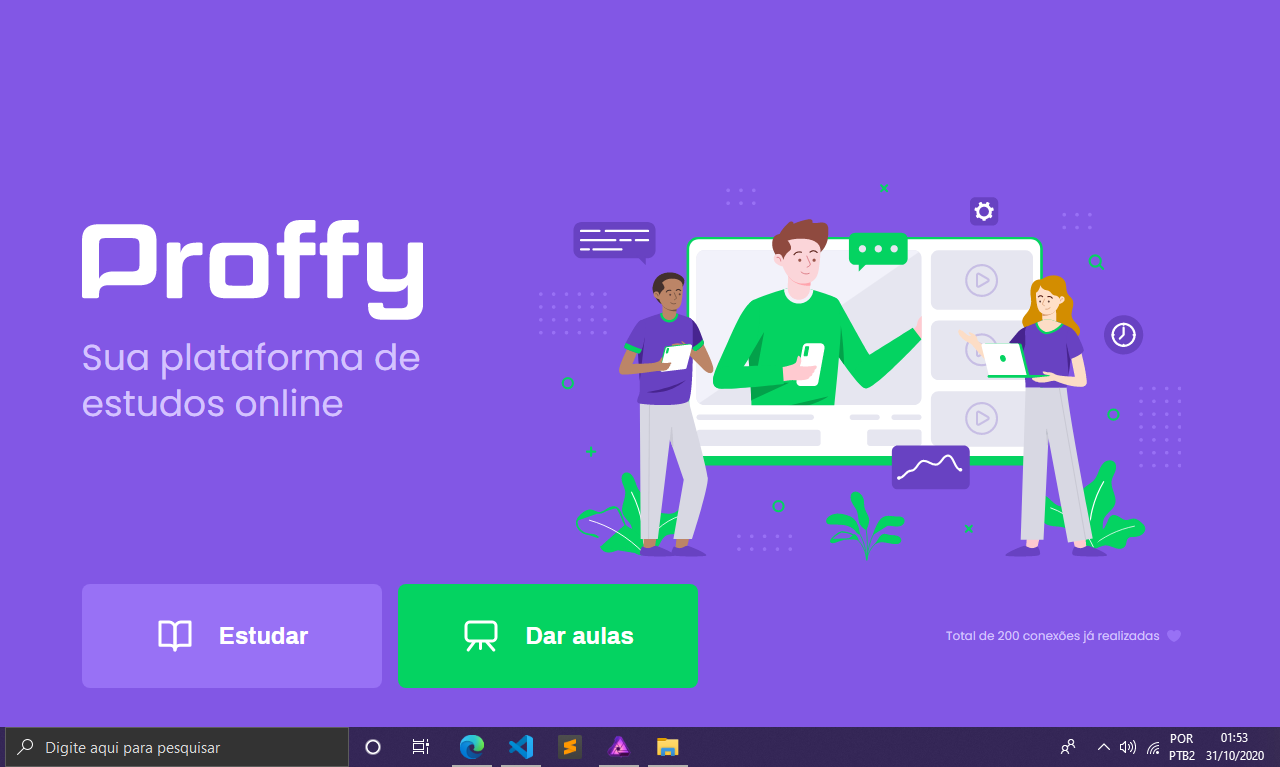 Proffy
Sua plataforma de
estudos online
Estudar
Dar aulas
Total de 200 conexões já realizadas
Digite aqui para pesquisar
POR
PTB2
01:53
31/10/2020